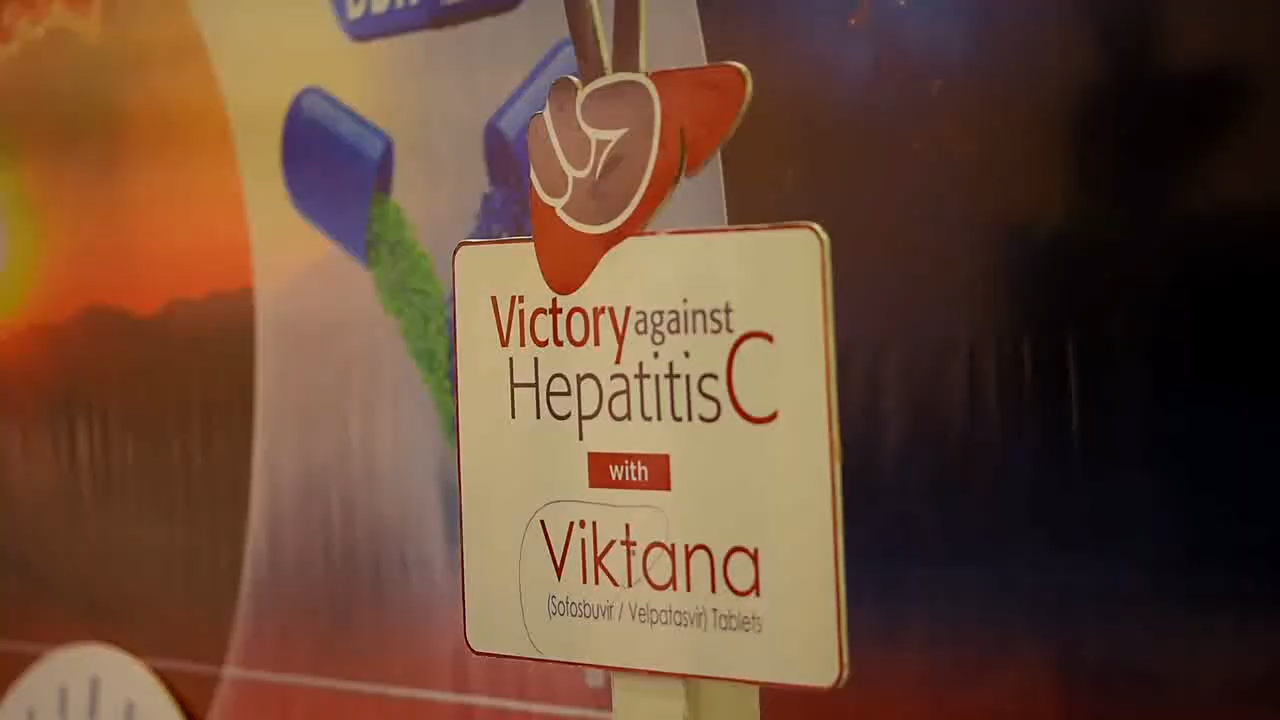 Victory against
Hepatitis C
with
Viktana
(Sofosbuvir / Velpatasvir) Tablets